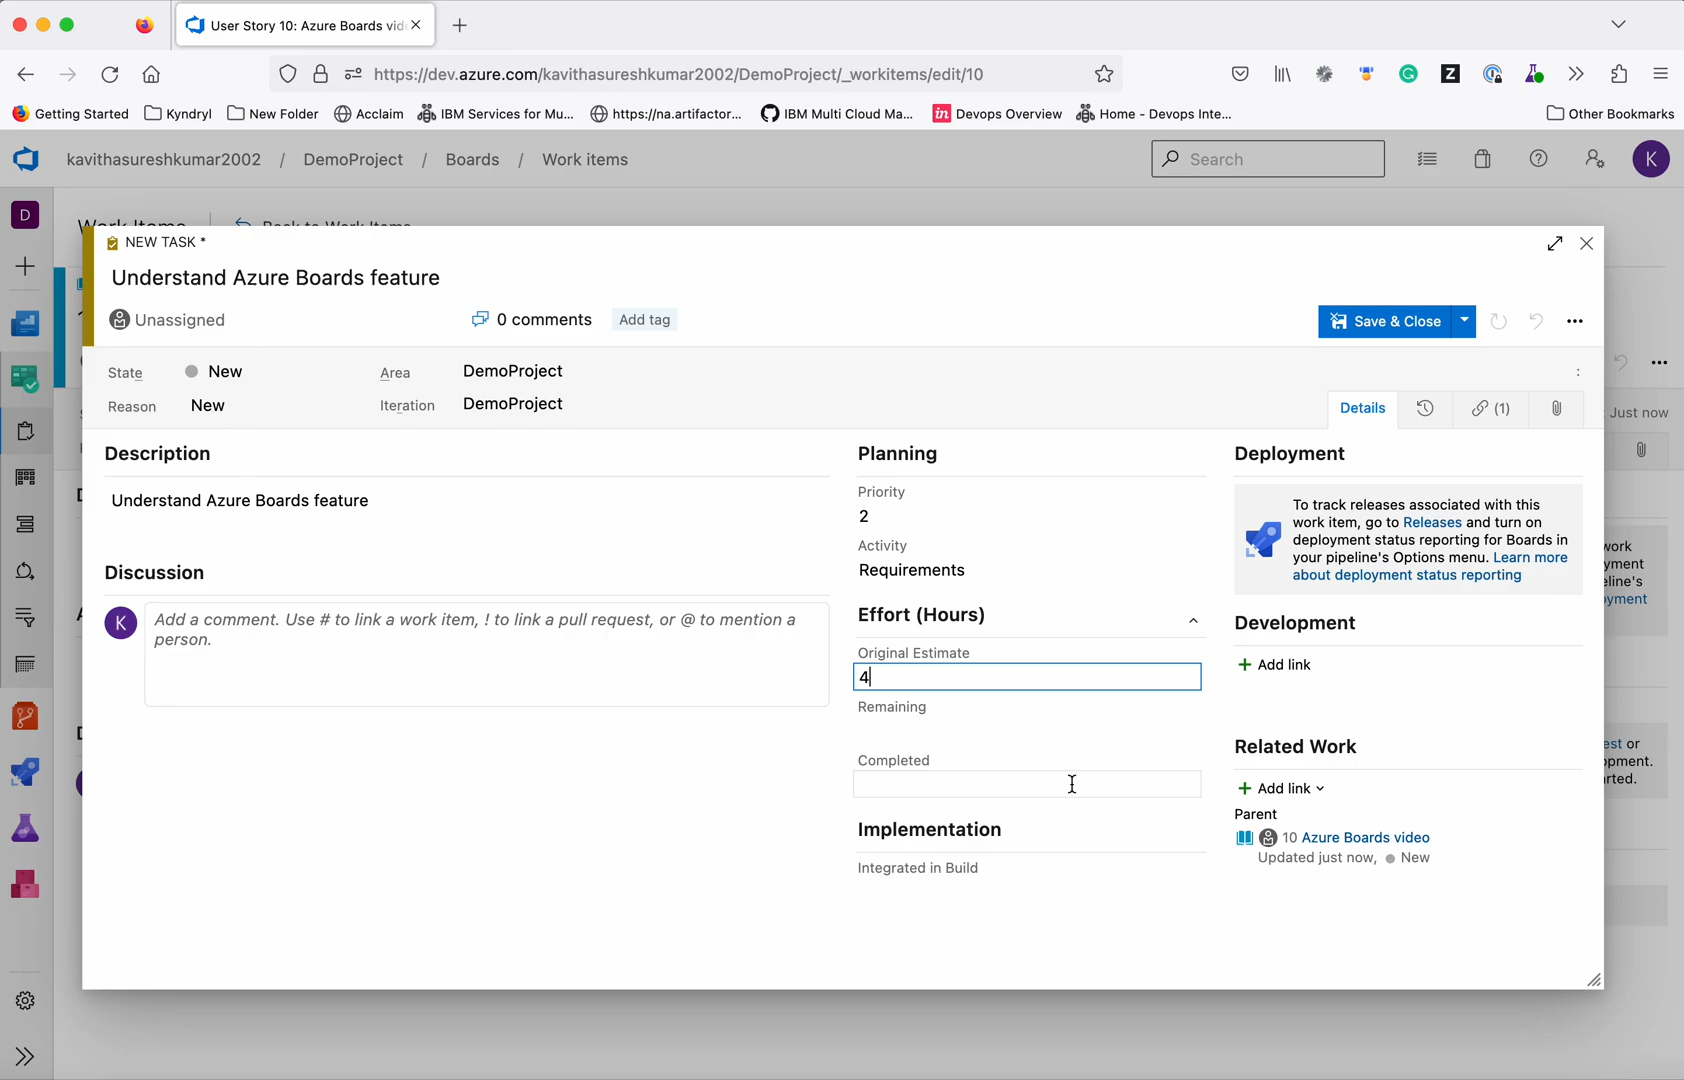 User Story 10: Azure Boards vid
https://dev.azure.com/kavithasureshkumar2002/DemoProject/_workitems/edit/10
Getting Started
Kyndryl
New Folder
Acclaim
IBM Services for Mu...
https://na.artifactor...
IBM Multi Cloud Ma...
in Devops Overview
Home - Devops Inte...
Other Bookmarks
kavithasureshkumar2002 / DemoProject / Boards / Work items
Search
K
D
Work Items
Back to Work Items
NEW TASK *
Understand Azure Boards feature
Unassigned
0 comments
Add tag
Save & Close
State
New
Area
DemoProject
Reason
New
Iteration
DemoProject
Details
(1)
Just now
Description
Understand Azure Boards feature
Discussion
K
Add a comment. Use # to link a work item, ! to link a pull request, or @ to mention a
person.
Planning
Priority
2
Activity
Requirements
Effort (Hours)
Original Estimate
4
Remaining
Completed
Implementation
Integrated in Build
Deployment
To track releases associated with this
work item, go to Releases and turn on
deployment status reporting for Boards in
your pipeline's Options menu. Learn more
about deployment status reporting
Development
Add link
Related Work
Add link
Parent
10 Azure Boards video
Updated just now, New